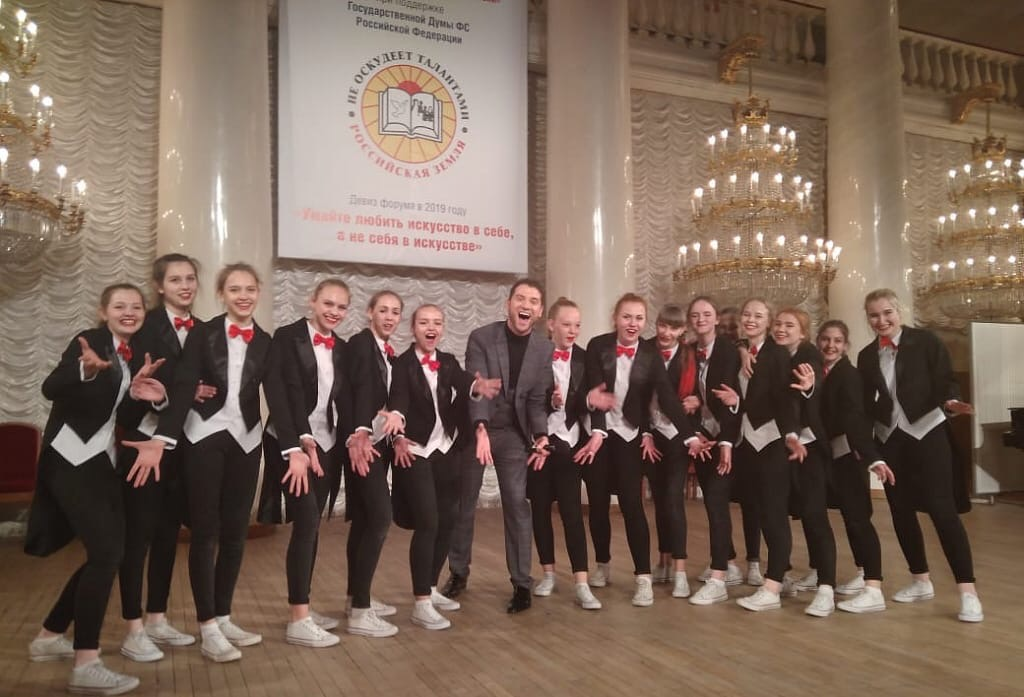 при поддержке
Государственной Думы ФС
Российской Федерации
НЕ ОСКУДЕЕТ ТАЛАНТАМИ
РОССИЙСКАЯ ЗЕМЛЯ
Девиз форума в 2019 году
«Умейте любить искусство в себе,
а не себя в искусстве»